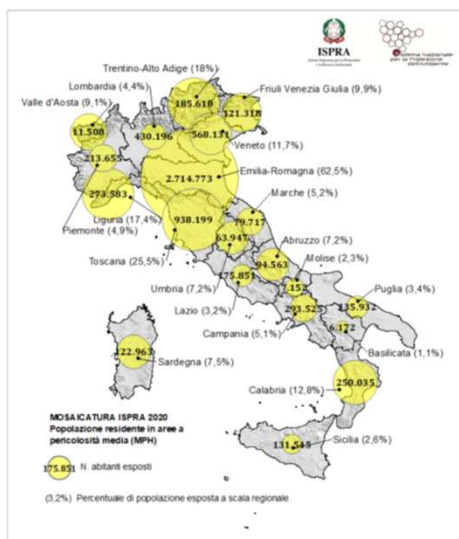 ISPRA
Trentino-Alto Adige (18%)
Lombardia (4,4%)
Valle d'Aosta (9,1%)
Friuli Venezia Giulia (9,9%)
185.610
121.318
11.508
430.196
568.131
Veneto (11,7%)
213.655
2.714.773
Emilia-Romagna (62,5%)
273.583
Marche (5,2%)
Liguria (17,4%)
938.199
79.717
Piemonte (4,9%)
63.947
Abruzzo (7,2%)
Toscana (25,5%)
94.563
Molise (2,3%)
Umbria (7,2%)
175.851
7.152
Puglia (3,4%)
Lazio (3,2%)
293.525
135.932
Campania (5,1%)
6.172
122.963
Basilicata (1,1%)
Sardegna (7,5%)
250.035
Calabria (12,8%)
MOSAICATURA ISPRA 2020
Popolazione residente in aree a
pericolosità media (MPH)
131.545
Sicilia (2,6%)
175.851
N. abitanti esposti
(3,2%) Percentuale di popolazione esposta a scala regionale